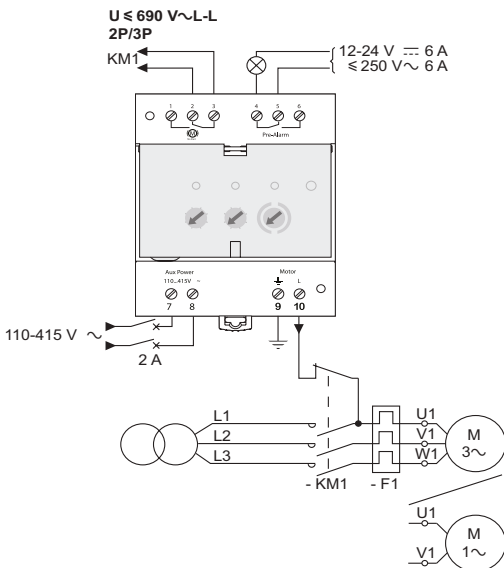 U ≤ 690 V～L-L
2P/3P
KM1
12-24 V ⎓ 6 A
≤ 250 V～ 6 A
1 2 3 4 5 6
M
Pre-Alarm
Aux Power
110...415V ~
Motor
L
7 8 9 10
110-415 V ～
2 A
L1
L2
L3
- KM1
- F1
U1
V1
W1
M
3～
U1
V1
M
1～